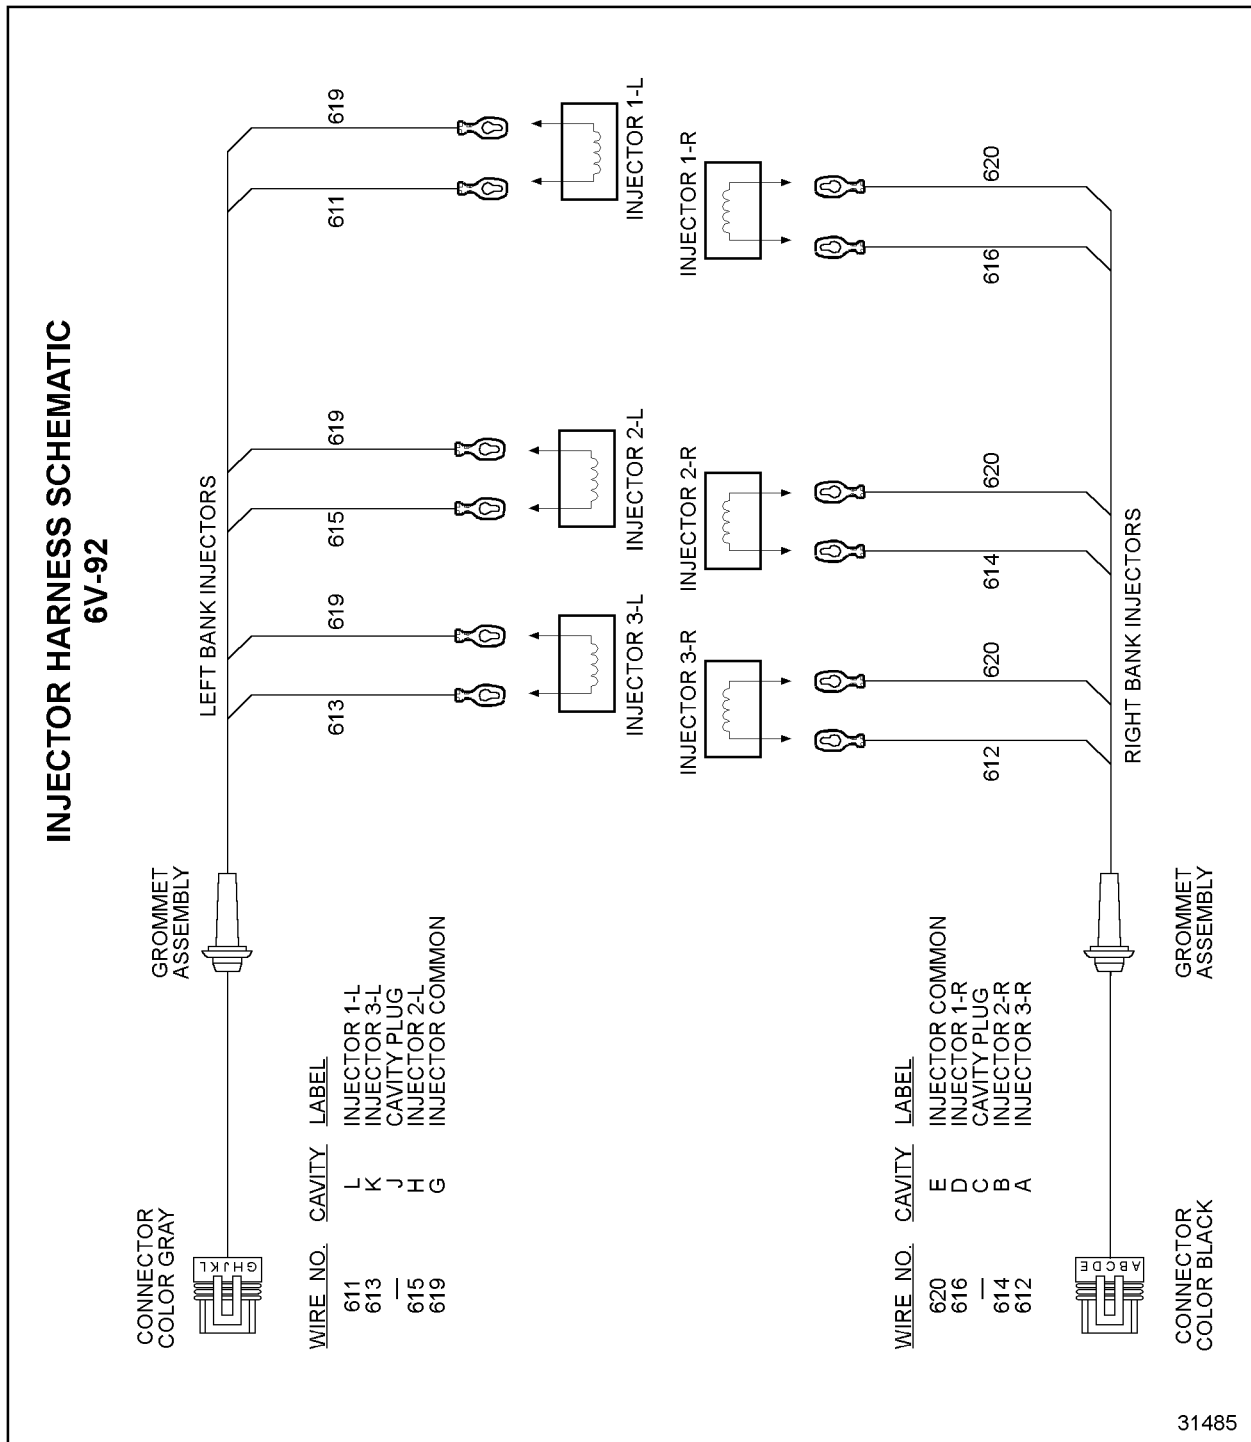 INJECTOR HARNESS SCHEMATIC
6V-92
CONNECTOR
COLOR GRAY
GROMMET
ASSEMBLY
LEFT BANK INJECTORS
G H J K L
613
619
615
619
611
619
WIRE NO. CAVITY LABEL
611 L INJECTOR 1-L
613 K INJECTOR 3-L
— J CAVITY PLUG
615 H INJECTOR 2-L
619 G INJECTOR COMMON
INJECTOR 3-L
INJECTOR 2-L
INJECTOR 1-L
INJECTOR 3-R
INJECTOR 2-R
INJECTOR 1-R
WIRE NO. CAVITY LABEL
620 E INJECTOR COMMON
616 D INJECTOR 1-R
— C CAVITY PLUG
614 B INJECTOR 2-R
612 A INJECTOR 3-R
612
620
614
620
616
620
A B C D E
RIGHT BANK INJECTORS
CONNECTOR
COLOR BLACK
GROMMET
ASSEMBLY
31485